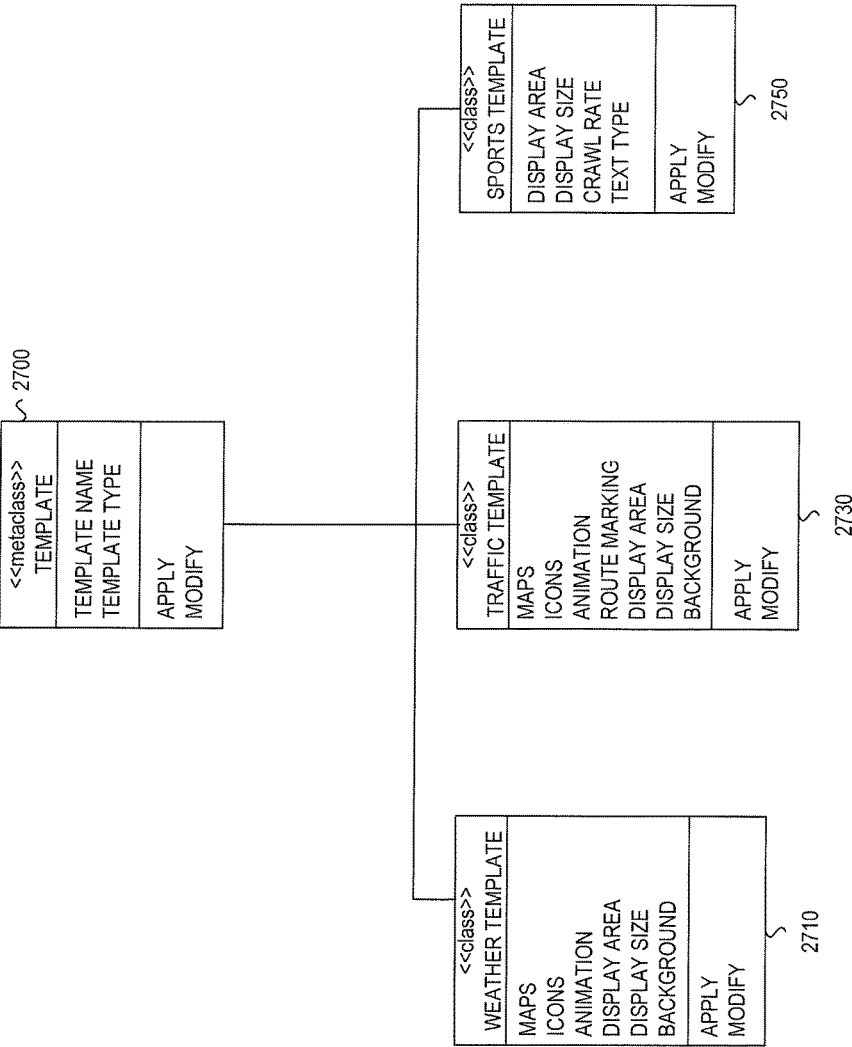 <<metaclass>>
TEMPLATE
TEMPLATE NAME
TEMPLATE TYPE
APPLY
MODIFY
2700
<<class>>
WEATHER TEMPLATE
MAPS
ICONS
ANIMATION
DISPLAY AREA
DISPLAY SIZE
BACKGROUND
APPLY
MODIFY
2710
<<class>>
TRAFFIC TEMPLATE
MAPS
ICONS
ANIMATION
ROUTE MARKING
DISPLAY AREA
DISPLAY SIZE
BACKGROUND
APPLY
MODIFY
2730
<<class>>
SPORTS TEMPLATE
DISPLAY AREA
DISPLAY SIZE
CRAWL RATE
TEXT TYPE
APPLY
MODIFY
2750